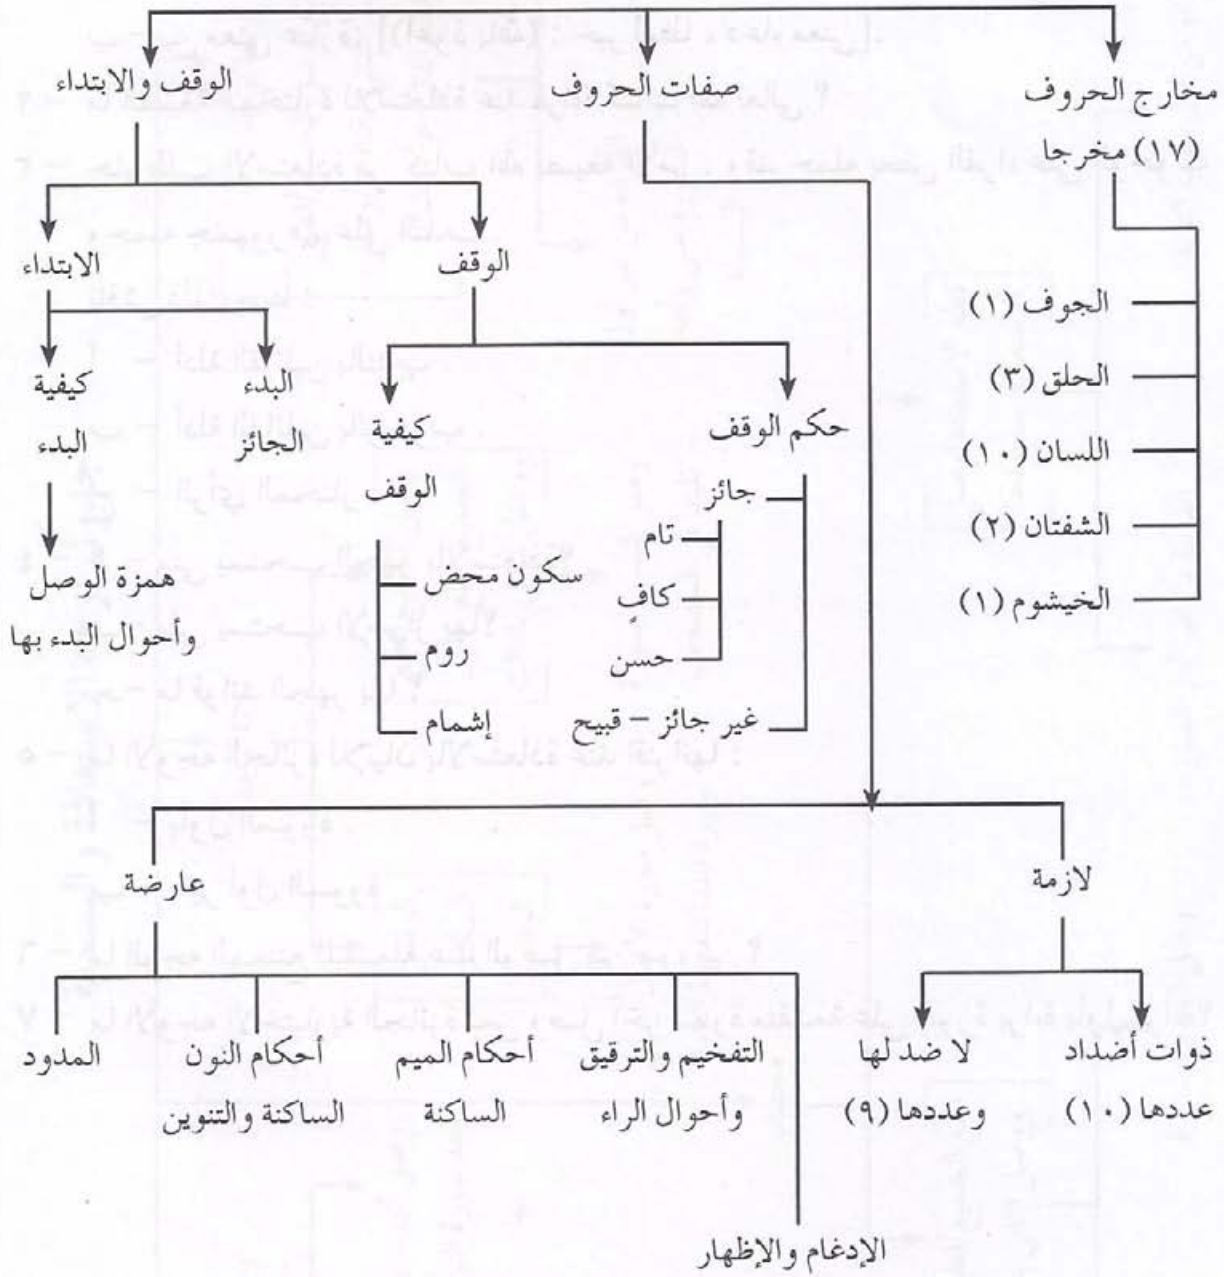 مخارج الحروف
(١٧) مخرجا
الجوف (١)
الحلق (٣)
اللسان (١٠)
الشفتان (٢)
الخيشوم (١)
صفات الحروف
الوقف والابتداء
الوقف
حكم الوقف
جائز
تام
كافٍ
حسن
غير جائز – قبيح
كيفية
الوقف
سكون محض
روم
إشمام
الابتداء
البدء
الجائز
كيفية
البدء
همزة الوصل
وأحوال البدء بها
لازمة
ذوات أضداد
عددها (١٠)
لا ضد لها
وعددها (٩)
عارضة
الإدغام والإظهار
التفخيم والترقيق
وأحوال الراء
أحكام الميم
الساكنة
أحكام النون
الساكنة والتنوين
المدود